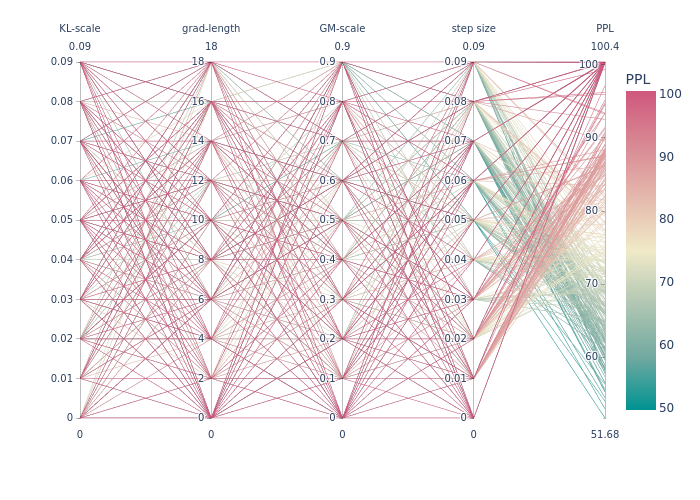 KL-scale grad-length GM-scale step size PPL
0.09 18 0.9 0.09 100.4
0.09 18 0.9 0.09 100
PPL
0.08 16 0.8 0.08 100
0.07 14 0.7 0.07 90
90
0.06 12 0.6 0.06 80
80
0.05 10 0.5 0.05
0.04 8 0.4 0.04 70
70
0.03 6 0.3 0.03
0.02 4 0.2 0.02 60
60
0.01 2 0.1 0.01
50
0 0 0 0
0 0 0 0 51.68